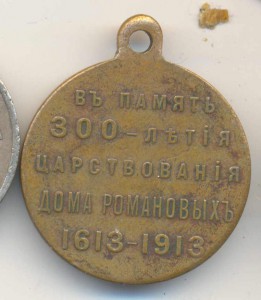 ВЪ ПАМЯТЬ
300-ЛѢТІЯ
ЦАРСТВОВАНІЯ
ДОМА РОМАНОВЫХЪ
1613-1913